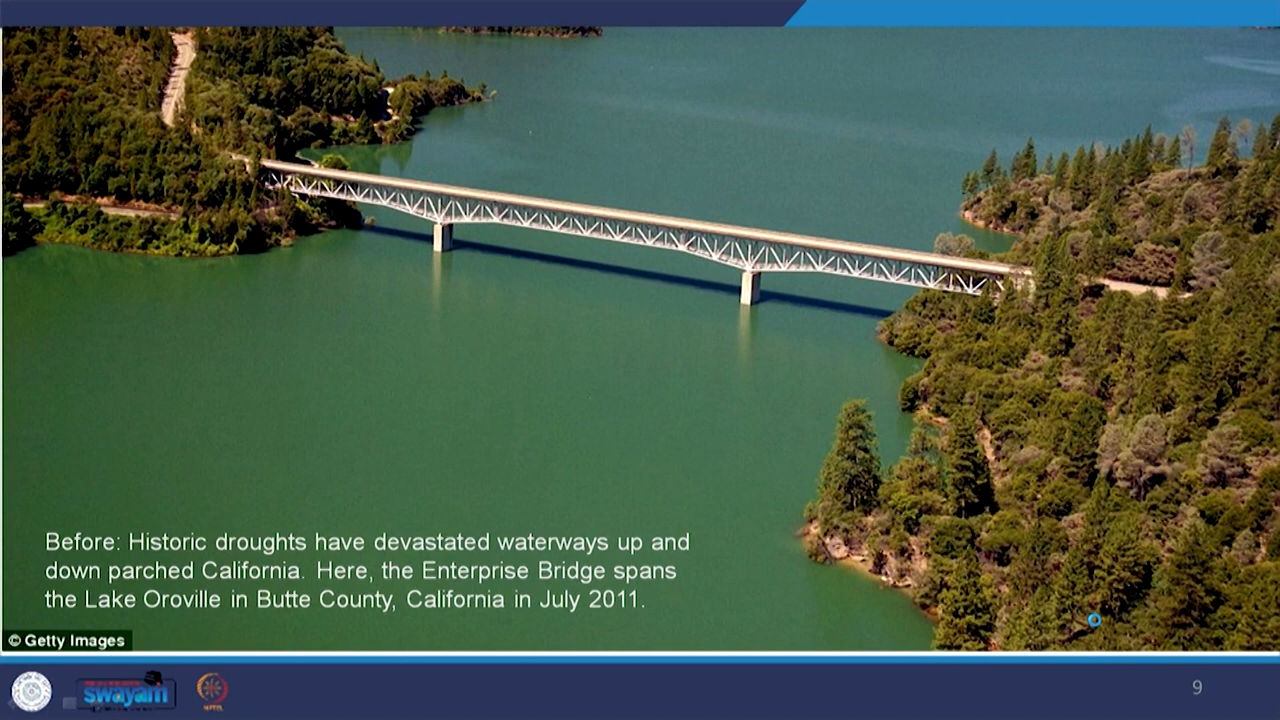 Before: Historic droughts have devastated waterways up and
down parched California. Here, the Enterprise Bridge spans
the Lake Oroville in Butte County, California in July 2011.
© Getty Images
swayam
9